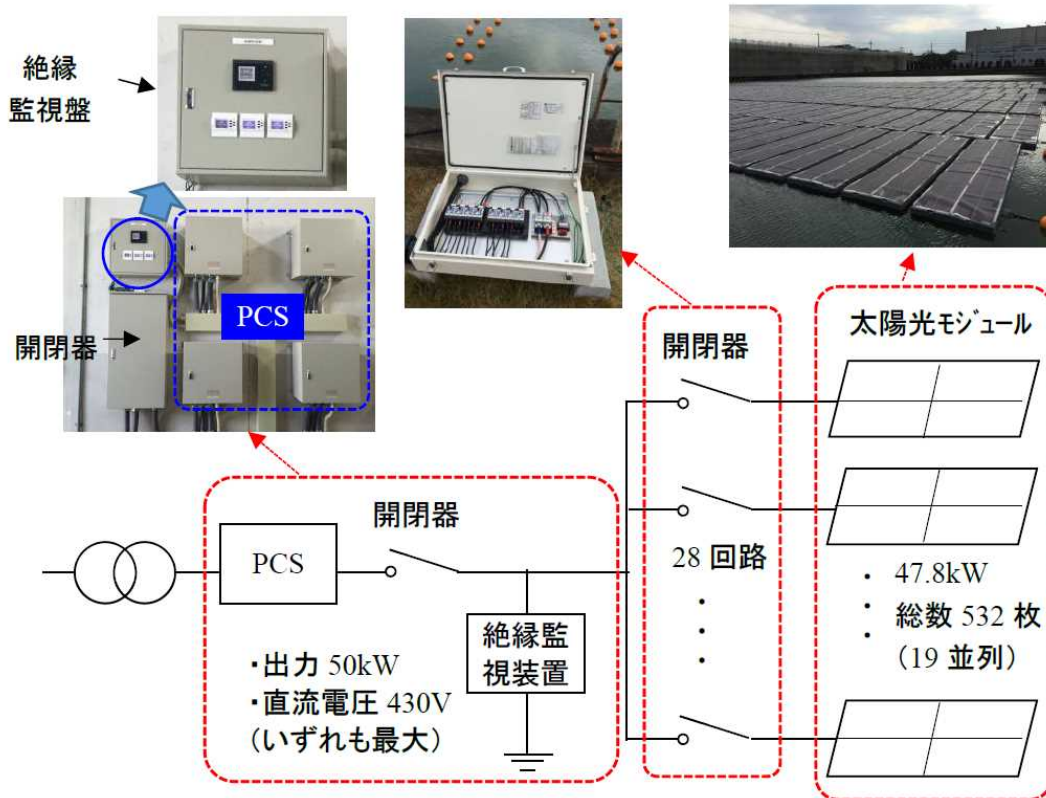 絶縁
監視盤
開閉器
PCS
開閉器
太陽光モジュール
開閉器
PCS
28 回路
・
・
・
・
・ 47.8kW
・ 総数 532 枚
・ (19 並列)
絶縁監
視装置
・出力 50kW
・直流電圧 430V
(いずれも最大)